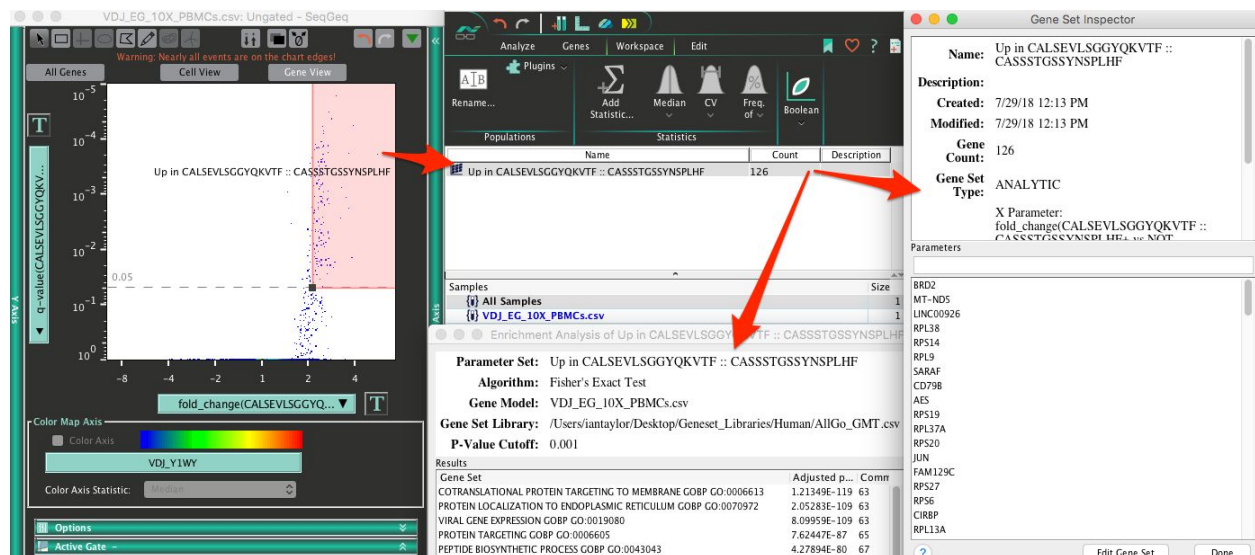 VDJ_EG_10X_PBMCs.csv: Ungated - SeqGeq
Warning: Nearly all events are on the chart edges!
All Genes
Cell View
Gene View
T
10^-5
10^-4
10^-3
10^-2
10^-1
10^0
Up in CALSEVLSGGYQKVTF :: CASSSTGSSYNSPLHF
0.05
q-value(CALSEVLSGGYQKV...
Y Axis
-8
-4
-2
1
2
4
fold_change(CALSEVLSGGYQ...
T
Color Map Axis
Color Axis
VDJ_Y1WY
Color Axis Statistic:
Median
Options
Active Gate -
Axis
Analyze
Genes
Workspace
Edit
?
A B
Rename...
Plugins
Σ
Add
Statistic...
Median
CV
%
Freq.
of
Boolean
Populations
Statistics
Name
Count
Description
Up in CALSEVLSGGYQKVTF :: CASSSTGSSYNSPLHF
126
Samples
Size
All Samples
1
VDJ_EG_10X_PBMCs.csv
1
Enrichment Analysis of Up in CALSEVLSGGYQKVTF :: CASSSTGSSYNSPLHF
Parameter Set: Up in CALSEVLSGGYQKVTF :: CASSSTGSSYNSPLHF
Algorithm: Fisher's Exact Test
Gene Model: VDJ_EG_10X_PBMCs.csv
Gene Set Library: /Users/iantaylor/Desktop/Geneset_Libraries/Human/AllGo_GMT.csv
P-Value Cutoff: 0.001
Results
Gene Set Adjusted p... Comm
COTRANSLATIONAL PROTEIN TARGETING TO MEMBRANE GOBP GO:0006613 1.21349E-119 63
PROTEIN LOCALIZATION TO ENDOPLASMIC RETICULUM GOBP GO:0070972 2.05283E-109 63
VIRAL GENE EXPRESSION GOBP GO:0019080 8.09959E-109 63
PROTEIN TARGETING GOBP GO:0006605 7.62447E-87 65
PEPTIDE BIOSYNTHETIC PROCESS GOBP GO:0043043 4.27894E-80 67
Gene Set Inspector
Name: Up in CALSEVLSGGYQKVTF ::
CASSSTGSSYNSPLHF
Description:
Created: 7/29/18 12:13 PM
Modified: 7/29/18 12:13 PM
Gene
Count: 126
Gene Set
Type: ANALYTIC
X Parameter:
fold_change(CALSEVLSGGYQKVTF ::
CASSSTGSSYNSPLHF+ vs NOT
Parameters
BRD2
MT-ND5
LINC00926
RPL38
RPS14
RPL9
SARAF
CD79B
AES
RPS19
RPL37A
RPS20
JUN
FAM129C
RPS27
RPS6
CIRBP
RPL13A
?
Edit Gene Set
Done